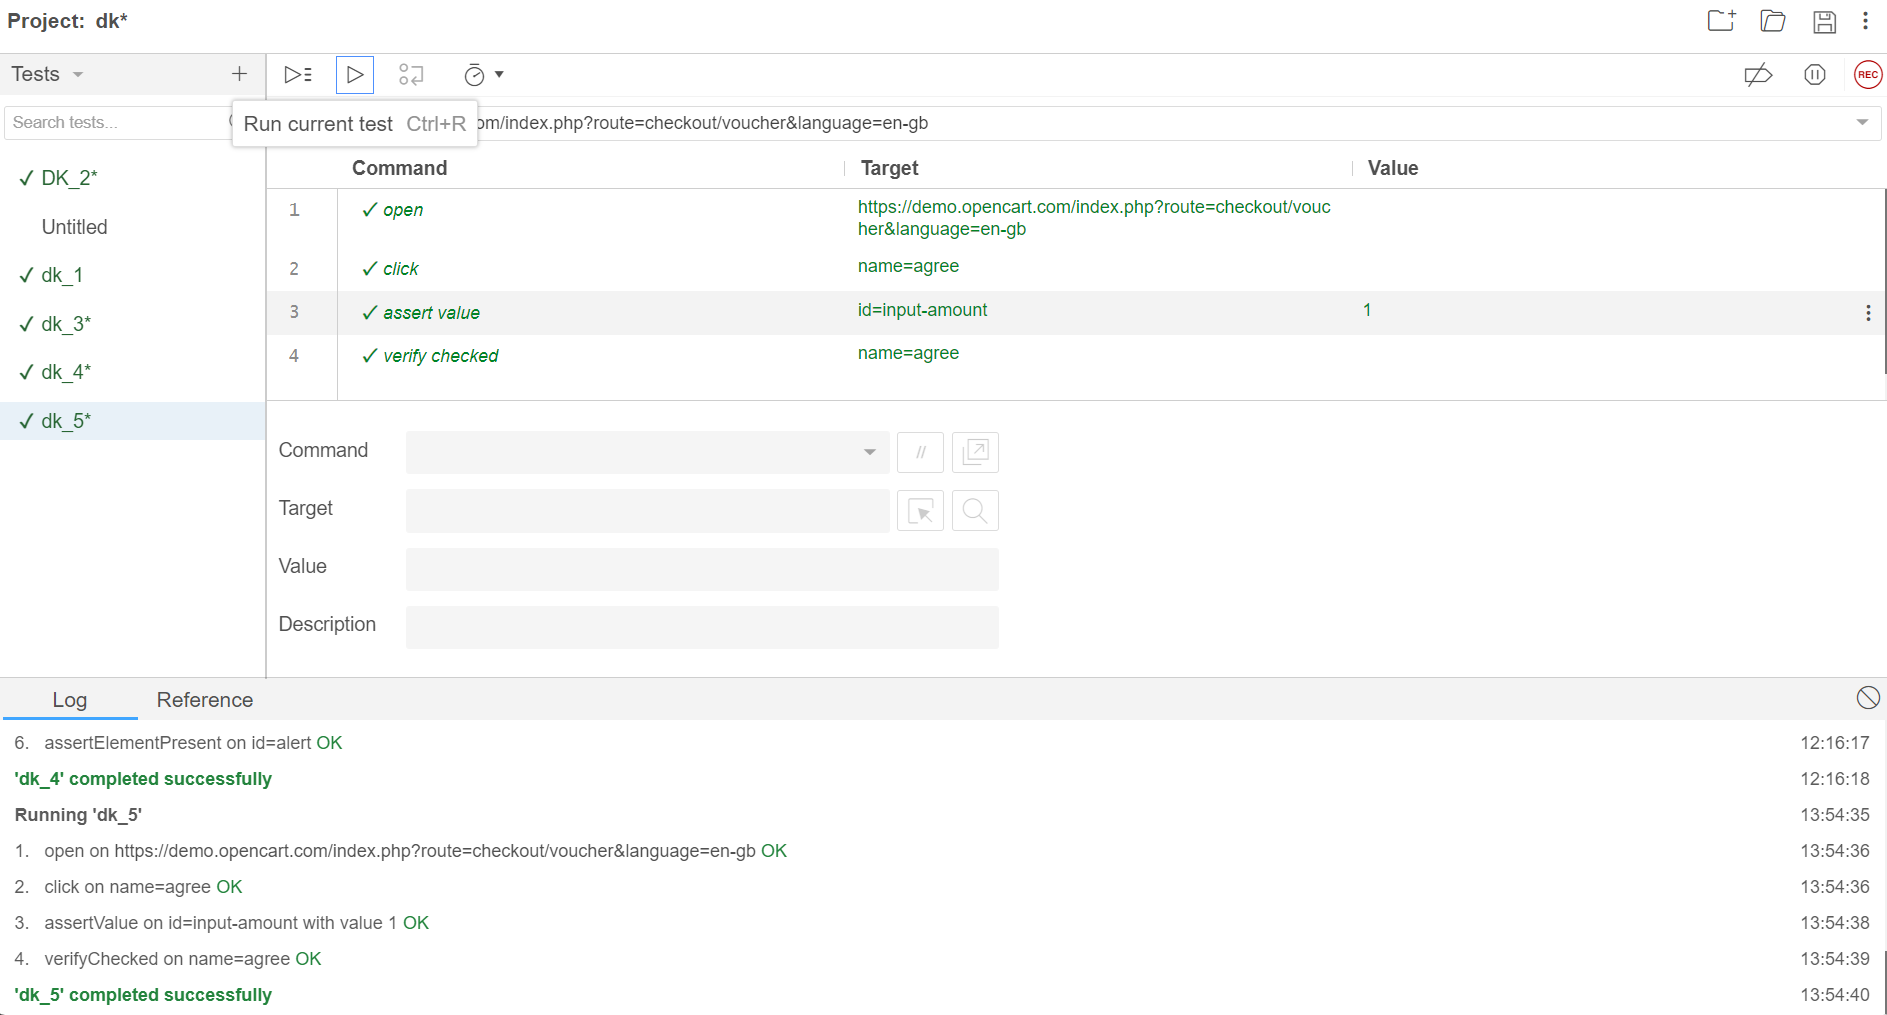 Project: dk*
Tests
REC
Search tests...
Run current test Ctrl+R
om/index.php?route=checkout/voucher&language=en-gb
Command Target Value
DK_2*
Untitled
dk_1
dk_3*
dk_4*
dk_5*
1 ✓ open https://demo.opencart.com/index.php?route=checkout/vouc
her&language=en-gb
2 ✓ click name=agree
3 ✓ assert value id=input-amount 1
4 ✓ verify checked name=agree
Command //
Target
Value
Description
Log Reference
6. assertElementPresent on id=alert OK 12:16:17
'dk_4' completed successfully 12:16:18
Running 'dk_5' 13:54:35
1. open on https://demo.opencart.com/index.php?route=checkout/voucher&language=en-gb OK 13:54:36
2. click on name=agree OK 13:54:36
3. assertValue on id=input-amount with value 1 OK 13:54:38
4. verifyChecked on name=agree OK 13:54:39
'dk_5' completed successfully 13:54:40